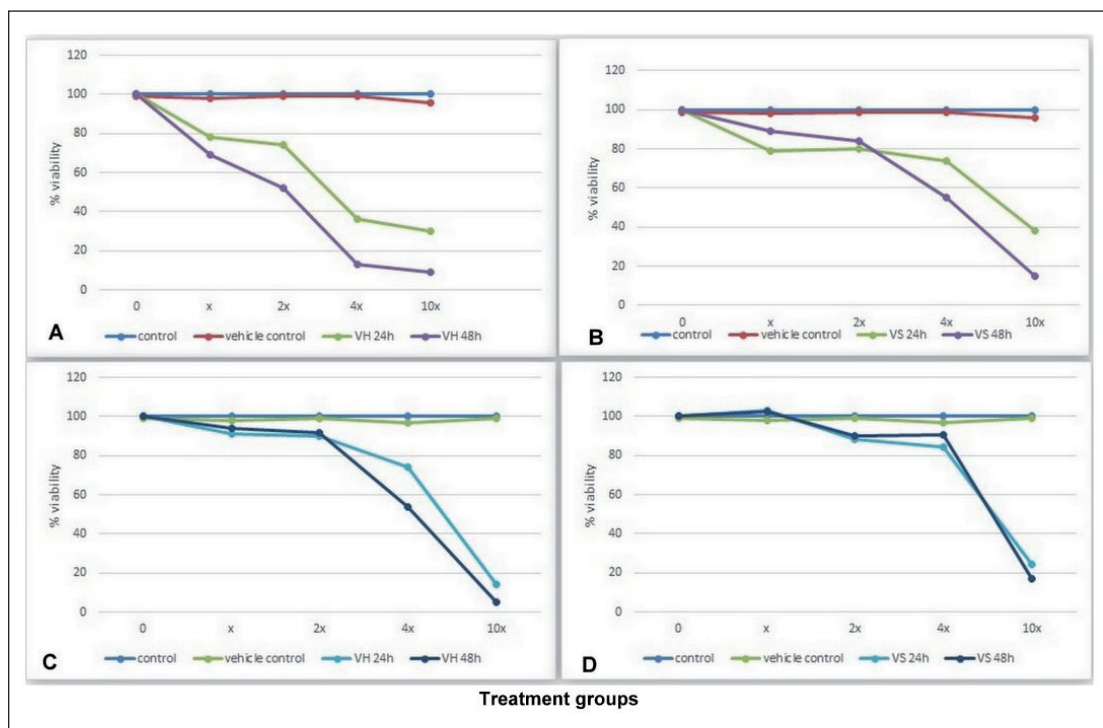 120
100
80
60
40
20
0
% viability
0 x 2x 4x 10x
A
control vehicle control VH 24h VH 48h
120
100
80
60
40
20
0
% viability
0 x 2x 4x 10x
B
control vehicle control VS 24h VS 48h
120
100
80
60
40
20
0
% viability
0 x 2x 4x 10x
C
control vehicle control VH 24h VH 48h
120
100
80
60
40
20
0
% viability
0 x 2x 4x 10x
D
control vehicle control VS 24h VS 48h
Treatment groups